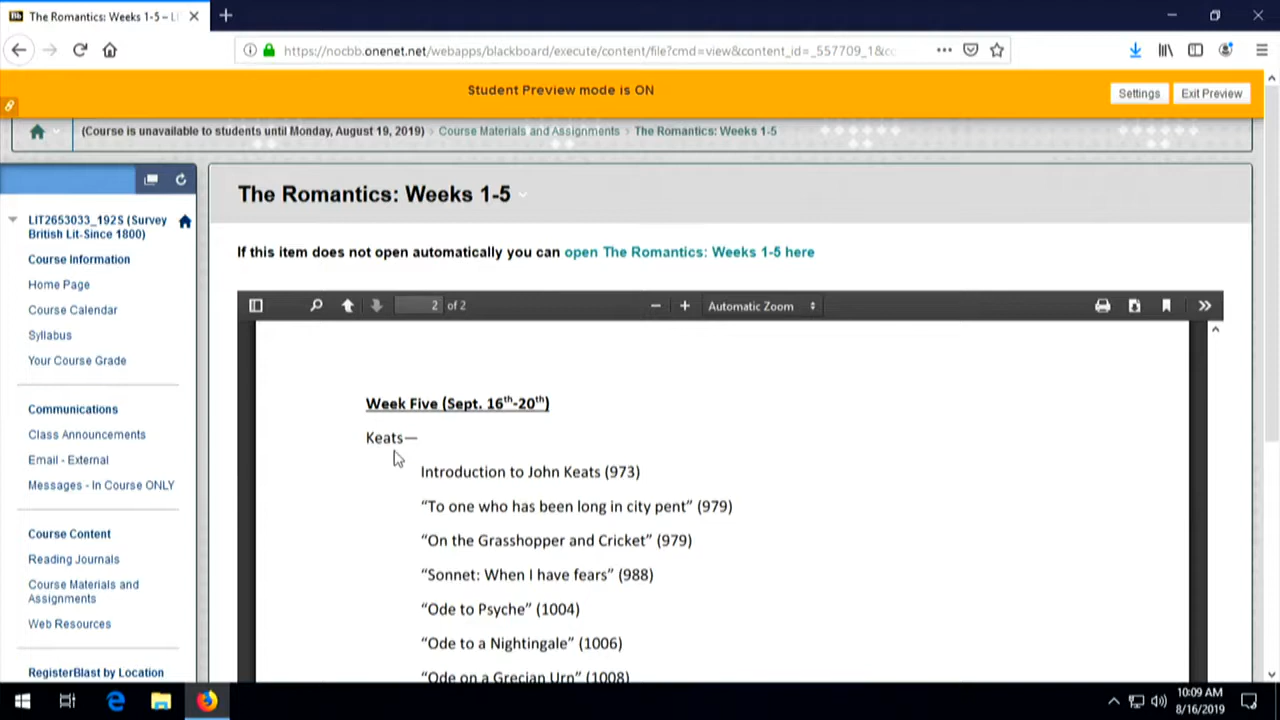 The Romantics: Weeks 1-5 – L
https://nocbb.onenet.net/webapps/blackboard/execute/content/file?cmd=view&content_id=_557709_1&c
Student Preview mode is ON
Settings
Exit Preview
(Course is unavailable to students until Monday, August 19, 2019) > Course Materials and Assignments > The Romantics: Weeks 1-5
LIT2653033_192S (Survey
British Lit-Since 1800)
Course Information
Home Page
Course Calendar
Syllabus
Your Course Grade
Communications
Class Announcements
Email - External
Messages - In Course ONLY
Course Content
Reading Journals
Course Materials and
Assignments
Web Resources
RegisterBlast by Location
The Romantics: Weeks 1-5
If this item does not open automatically you can open The Romantics: Weeks 1-5 here
2 of 2
Automatic Zoom
Week Five (Sept. 16th-20th)
Keats—
Introduction to John Keats (973)
“To one who has been long in city pent” (979)
“On the Grasshopper and Cricket” (979)
“Sonnet: When I have fears” (988)
“Ode to Psyche” (1004)
“Ode to a Nightingale” (1006)
“Ode on a Grecian Urn” (1008)
10:09 AM
8/16/2019